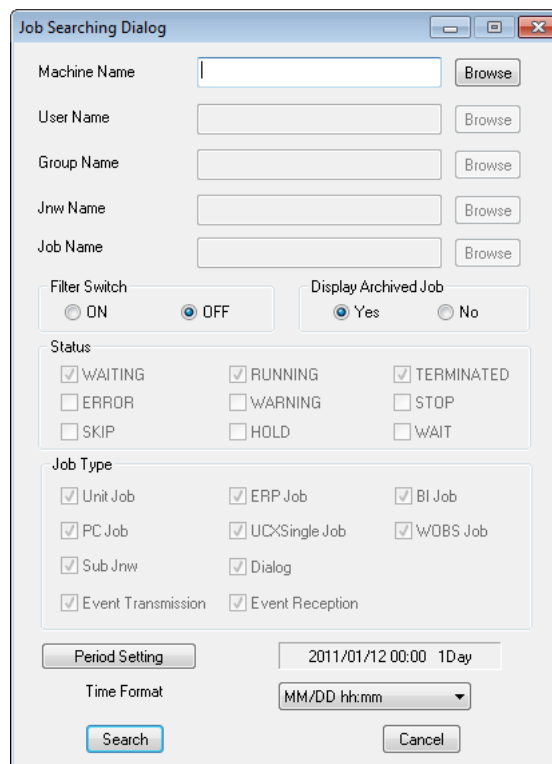 Job Searching Dialog
Machine Name Browse
User Name Browse
Group Name Browse
Jnw Name Browse
Job Name Browse
Filter Switch Display Archived Job
ON OFF Yes No
Status
WAITING RUNNING TERMINATED
ERROR WARNING STOP
SKIP HOLD WAIT
Job Type
Unit Job ERP Job BI Job
PC Job UCXSingle Job WOBS Job
Sub Jnw Dialog
Event Transmission Event Reception
Period Setting 2011/01/12 00:00 1Day
Time Format MM/DD hh:mm
Search Cancel